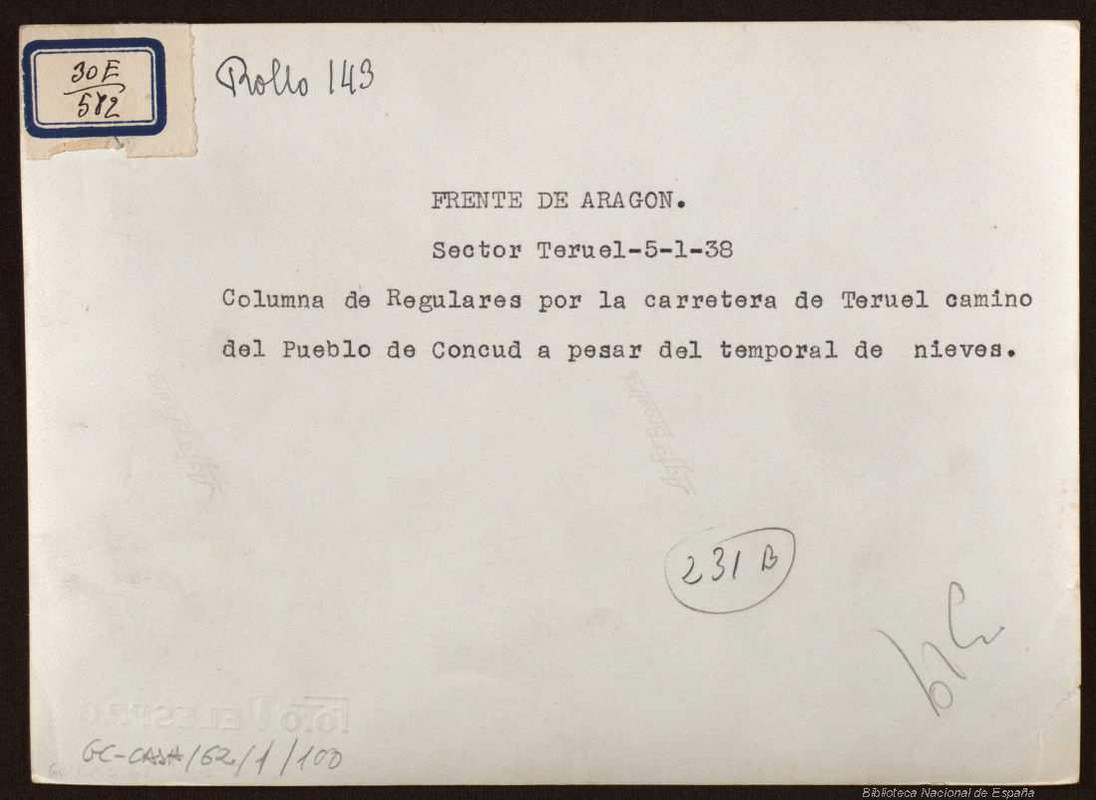 30E
572
Rollo 143
FRENTE DE ARAGON.
Sector Teruel-5-1-38
Columna de Regulares por la carretera de Teruel camino
del Pueblo de Concud a pesar del temporal de nieves.
231 B
GC-CAJA/62/1/100
Biblioteca Nacional de España